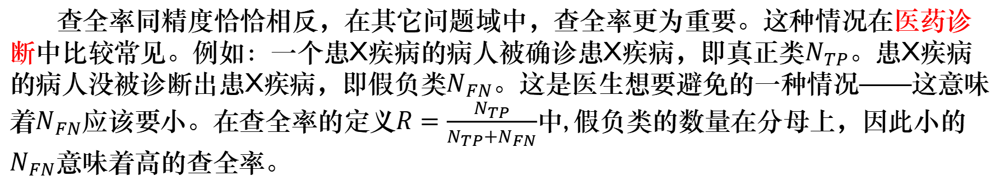 查全率同精度恰恰相反，在其它问题域中，查全率更为重要。这种情况在医药诊
断中比较常见。例如：一个患X疾病的病人被确诊患X疾病，即真正类$N_{TP}$。患X疾病
的病人没被诊断出患X疾病，即假负类$N_{FN}$。这是医生想要避免的一种情况——这意味
着$N_{FN}$应该要小。在查全率的定义$R = \frac{N_{TP}}{N_{TP}+N_{FN}}$中,假负类的数量在分母上，因此小的
$N_{FN}$意味着高的查全率。